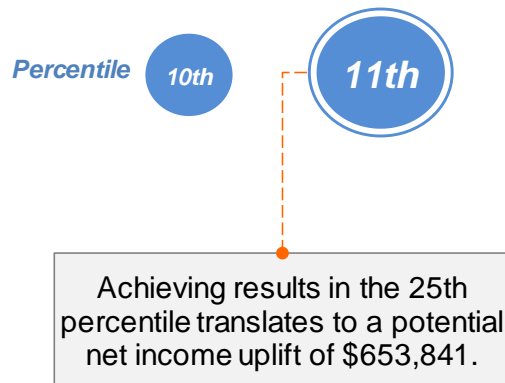 Percentile 10th 11th
Achieving results in the 25th
percentile translates to a potential
net income uplift of $653,841.